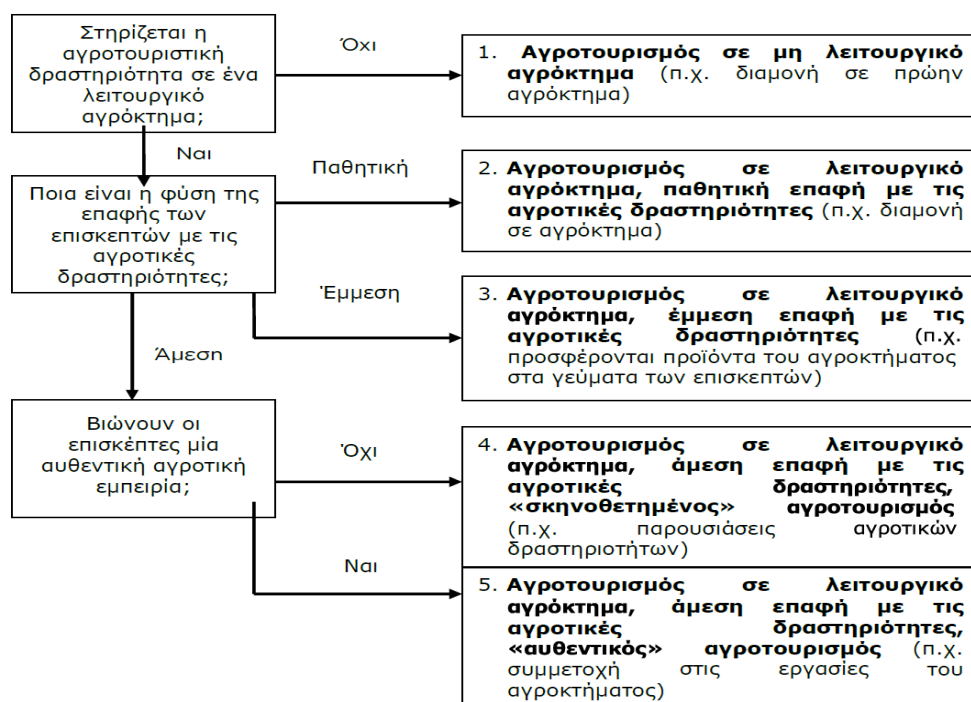 Στηρίζεται η
αγροτουριστική
δραστηριότητα σε ένα
λειτουργικό
αγρόκτημα;
Όχι
1. Αγροτουρισμός σε μη λειτουργικό
αγρόκτημα (π.χ. διαμονή σε πρώην
αγρόκτημα)
Ναι
Ποια είναι η φύση της
επαφής των
επισκεπτών με τις
αγροτικές
δραστηριότητες;
Παθητική
2. Αγροτουρισμός σε λειτουργικό
αγρόκτημα, παθητική επαφή με τις
αγροτικές δραστηριότητες (π.χ. διαμονή
σε αγρόκτημα)
Έμμεση
3. Αγροτουρισμός σε λειτουργικό
αγρόκτημα, έμμεση επαφή με τις
αγροτικές δραστηριότητες (π.χ.
προσφέρονται προϊόντα του αγροκτήματος
στα γεύματα των επισκεπτών)
Άμεση
Βιώνουν οι
επισκέπτες μία
αυθεντική αγροτική
εμπειρία;
Όχι
4. Αγροτουρισμός σε λειτουργικό
αγρόκτημα, άμεση επαφή με τις
αγροτικές δραστηριότητες,
«σκηνοθετημένος» αγροτουρισμός
(π.χ. παρουσιάσεις αγροτικών
δραστηριοτήτων)
Ναι
5. Αγροτουρισμός σε λειτουργικό
αγρόκτημα, άμεση επαφή με τις
αγροτικές δραστηριότητες,
«αυθεντικός» αγροτουρισμός (π.χ.
συμμετοχή στις εργασίες του
αγροκτήματος)